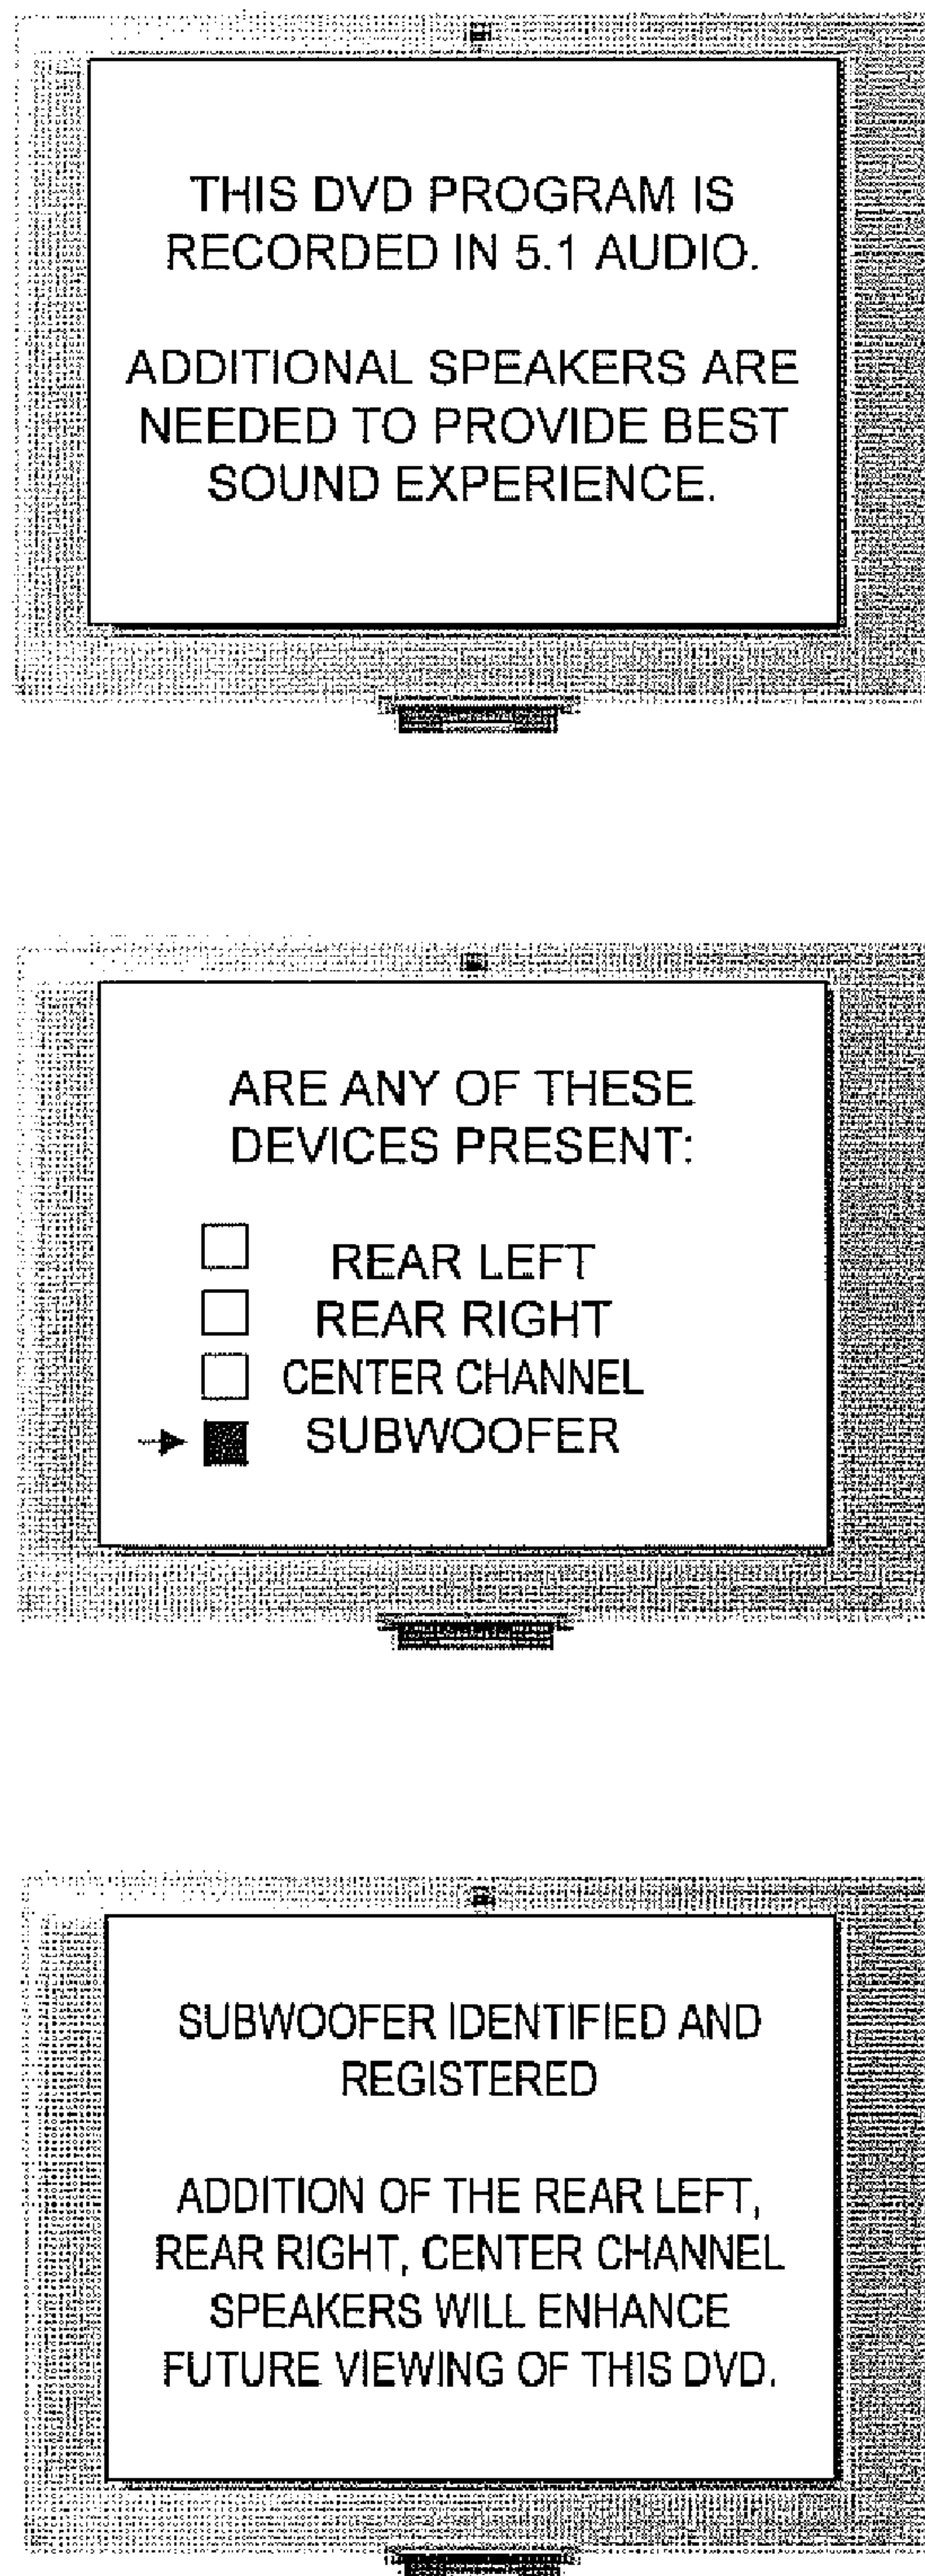 THIS DVD PROGRAM IS
RECORDED IN 5.1 AUDIO.
ADDITIONAL SPEAKERS ARE
NEEDED TO PROVIDE BEST
SOUND EXPERIENCE.
ARE ANY OF THESE
DEVICES PRESENT:
REAR LEFT
REAR RIGHT
CENTER CHANNEL
SUBWOOFER
SUBWOOFER IDENTIFIED AND
REGISTERED
ADDITION OF THE REAR LEFT,
REAR RIGHT, CENTER CHANNEL
SPEAKERS WILL ENHANCE
FUTURE VIEWING OF THIS DVD.